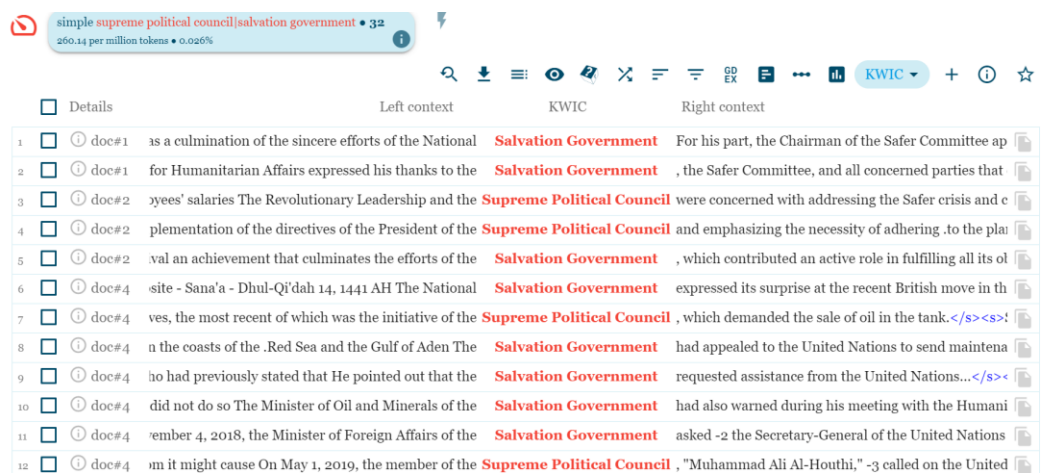 simple supreme political council|salvation government • 32
260.14 per million tokens • 0.026%
GD
EX
KWIC
Details Left context KWIC Right context
1 doc#1 as a culmination of the sincere efforts of the National Salvation Government For his part, the Chairman of the Safer Committee ap
2 doc#1 for Humanitarian Affairs expressed his thanks to the Salvation Government , the Safer Committee, and all concerned parties that
3 doc#2 oyees' salaries The Revolutionary Leadership and the Supreme Political Council were concerned with addressing the Safer crisis and c
4 doc#2 plementation of the directives of the President of the Supreme Political Council and emphasizing the necessity of adhering .to the plan
5 doc#2 val an achievement that culminates the efforts of the Salvation Government , which contributed an active role in fulfilling all its ob
6 doc#4 site - Sana'a - Dhul-Qi'dah 14, 1441 AH The National Salvation Government expressed its surprise at the recent British move in th
7 doc#4 ves, the most recent of which was the initiative of the Supreme Political Council , which demanded the sale of oil in the tank.</s><s>
8 doc#4 n the coasts of the .Red Sea and the Gulf of Aden The Salvation Government had appealed to the United Nations to send maintena
9 doc#4 ho had previously stated that He pointed out that the Salvation Government requested assistance from the United Nations...</s><
10 doc#4 did not do so The Minister of Oil and Minerals of the Salvation Government had also warned during his meeting with the Humani
11 doc#4 vember 4, 2018, the Minister of Foreign Affairs of the Salvation Government asked -2 the Secretary-General of the United Nations
12 doc#4 om it might cause On May 1, 2019, the member of the Supreme Political Council , "Muhammad Ali Al-Houthi," -3 called on the United